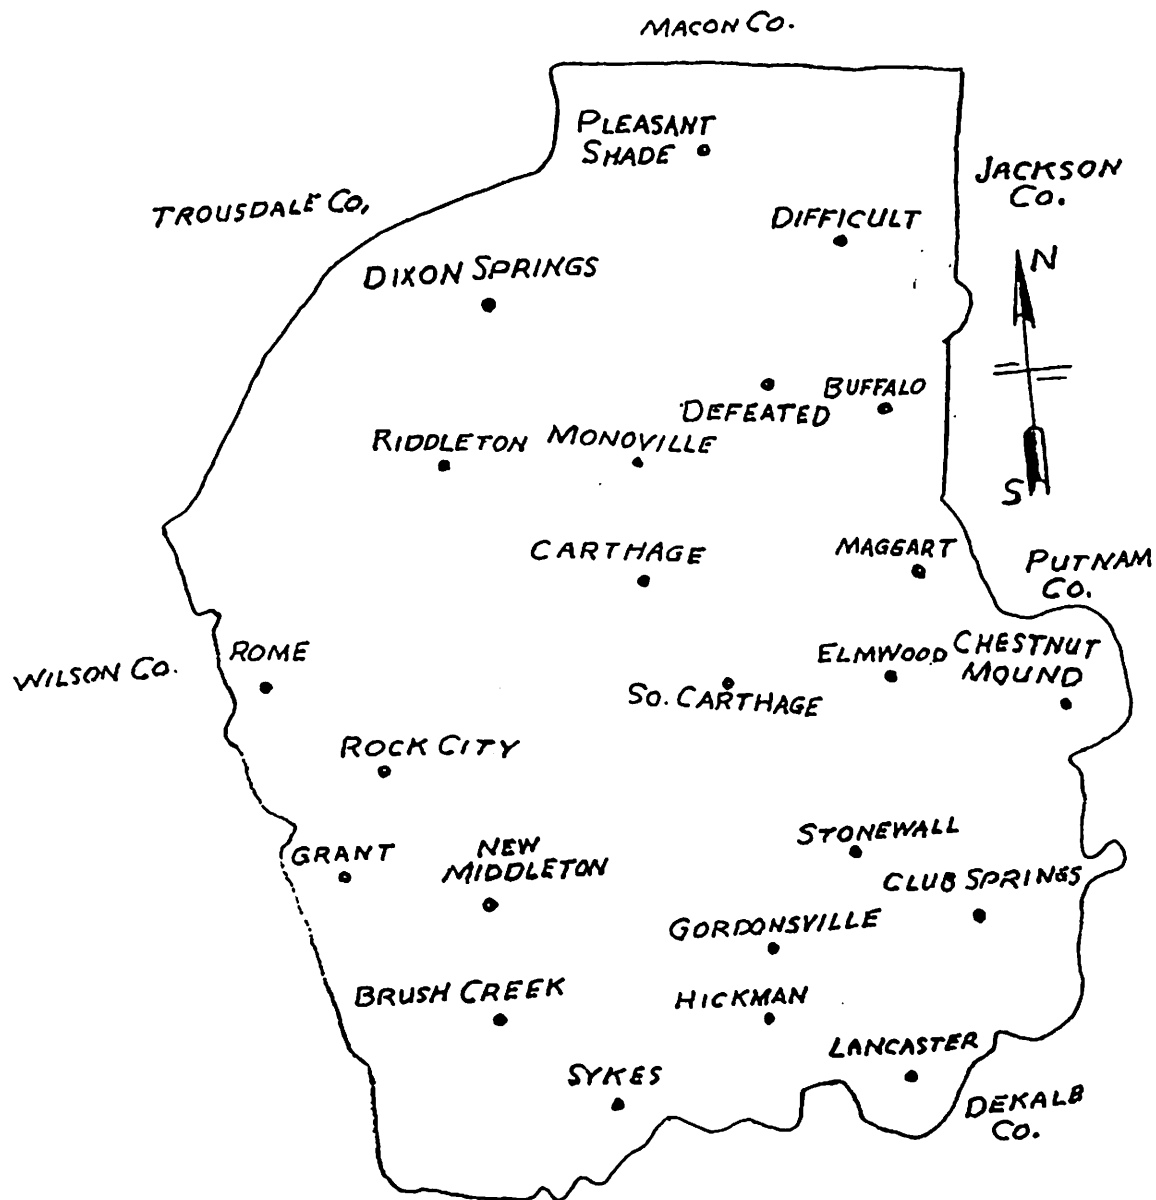 MACON CO.
PLEASANT
SHADE
JACKSON
CO.
TROUSDALE CO.
DIFFICULT
N
DIXON SPRINGS
BUFFALO
DEFEATED
RIDDLETON
MONOVILLE
S
CARTHAGE
MAGGART
PUTNAM
CO.
WILSON CO.
ROME
ELMWOOD
CHESTNUT
MOUND
SO. CARTHAGE
ROCK CITY
STONEWALL
GRANT
NEW
MIDDLETON
CLUB SPRINGS
GORDONSVILLE
BRUSH CREEK
HICKMAN
LANCASTER
SYKES
DEKALB
CO.